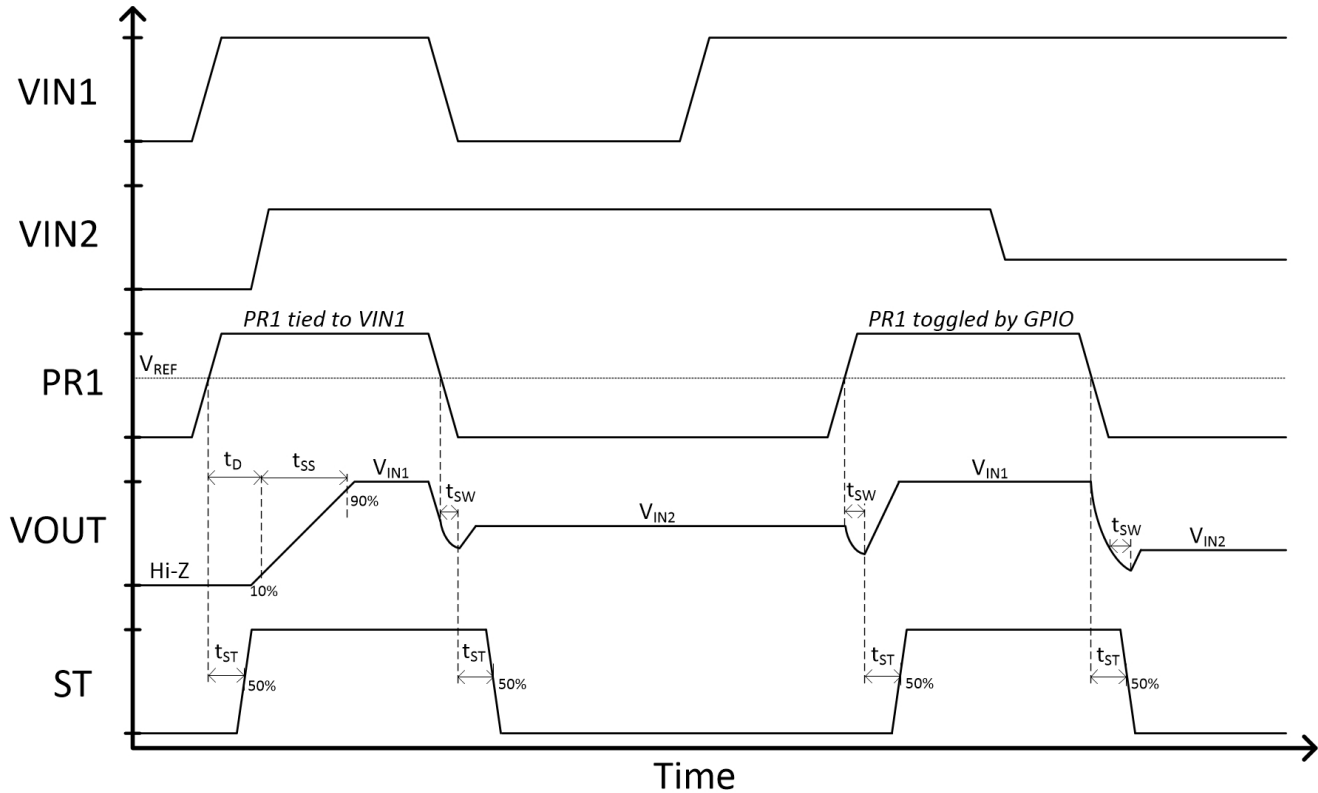 VIN1
VIN2
PR1 tied to VIN1
PR1 toggled by GPIO
VREF
PR1
tD
tSS
VIN1
90%
tSW
VIN2
tSW
VIN1
tSW
VIN2
VOUT
Hi-Z
10%
tST
50%
tST
50%
tST
50%
tST
50%
ST
Time